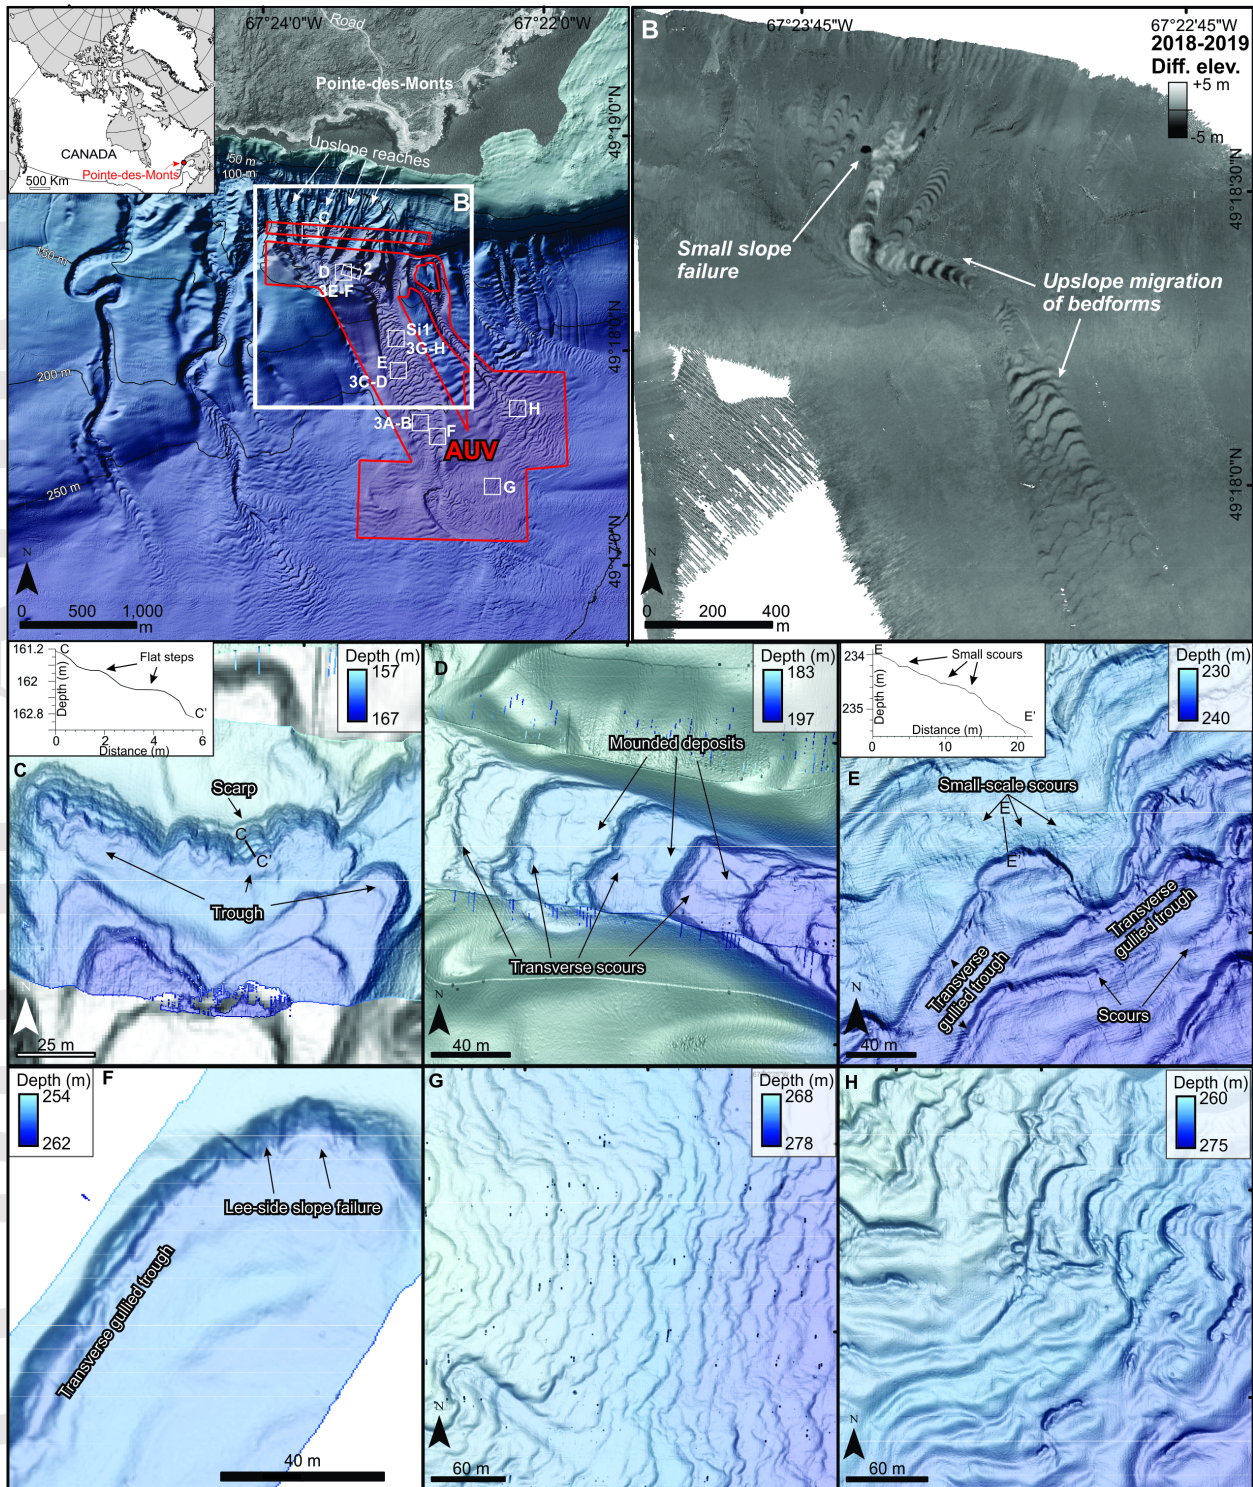 67°24'0"W
67°22'0"W
Road
Pointe-des-Monts
CANADA
Pointe-des-Monts
500 Km
Upslope reaches
50 m
100 m
49°19'0"N
B
C
150 m
D
2
3E-F
Si1
3G-H
49°18'0"N
E
3C-D
200 m
H
3A-B
F
AUV
250 m
G
49°17'0"N
N
0 500 1,000
m
B
67°23'45"W
67°22'45"W
2018-2019
Diff. elev.
+5 m
-5 m
49°18'30"N
Small slope
failure
Upslope migration
of bedforms
49°18'0"N
N
0 200 400
m
161.2
162
162.8
Depth (m)
C
Flat steps
C'
0 2 4 6
Distance (m)
Depth (m)
157
167
C
Scarp
C
C'
Trough
N
25 m
D
Depth (m)
183
197
Mounded deposits
Transverse scours
N
40 m
234
235
Depth (m)
E
Small scours
E'
0 10 20
Distance (m)
Depth (m)
230
240
E
Small-scale scours
E
E'
Transverse
gullied trough
Transverse
gullied trough
Scours
N
40 m
Depth (m)
254
262
F
Lee-side slope failure
Transverse gullied trough
40 m
G
Depth (m)
268
278
N
60 m
H
Depth (m)
260
275
N
60 m